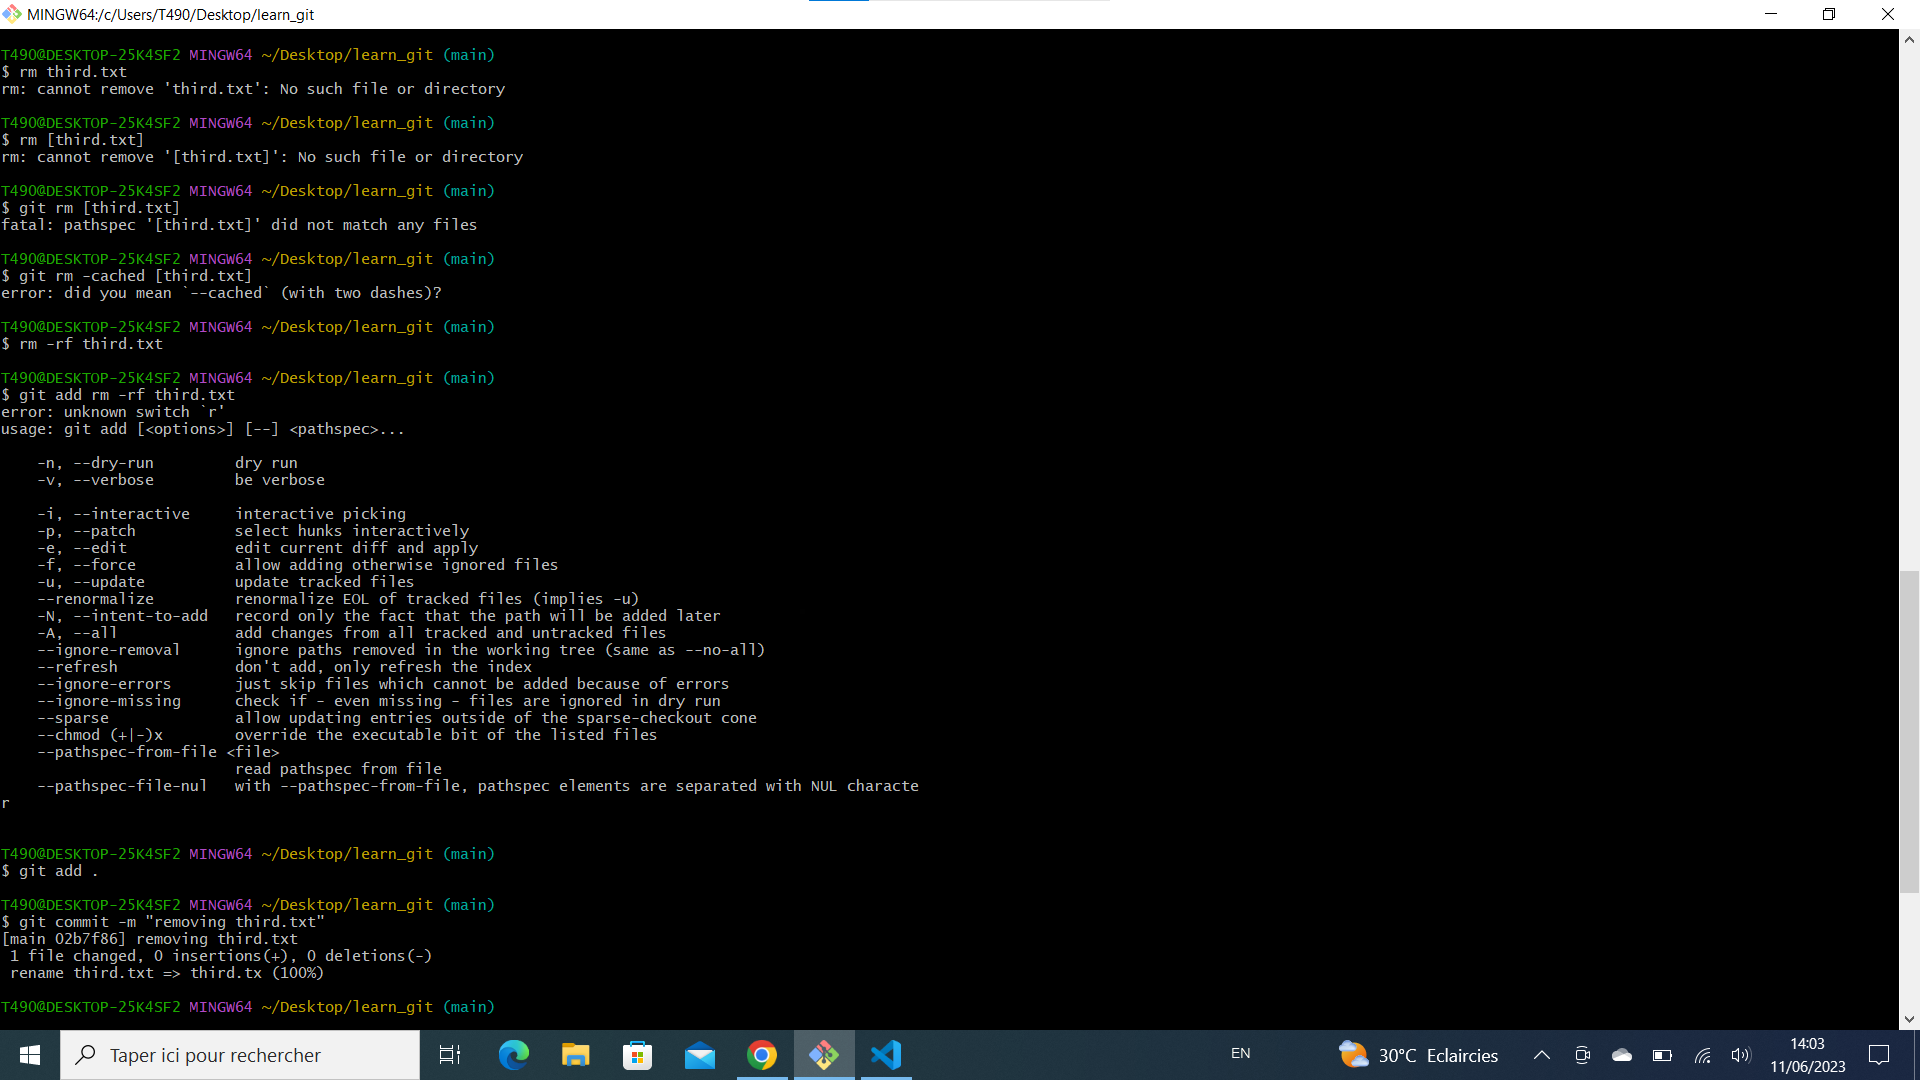 MINGW64:/c/Users/T490/Desktop/learn_git
T490@DESKTOP-25K4SF2 MINGW64 ~/Desktop/learn_git (main)
$ rm third.txt
rm: cannot remove 'third.txt': No such file or directory
T490@DESKTOP-25K4SF2 MINGW64 ~/Desktop/learn_git (main)
$ rm [third.txt]
rm: cannot remove '[third.txt]': No such file or directory
T490@DESKTOP-25K4SF2 MINGW64 ~/Desktop/learn_git (main)
$ git rm [third.txt]
fatal: pathspec '[third.txt]' did not match any files
T490@DESKTOP-25K4SF2 MINGW64 ~/Desktop/learn_git (main)
$ git rm -cached [third.txt]
error: did you mean `--cached` (with two dashes)?
T490@DESKTOP-25K4SF2 MINGW64 ~/Desktop/learn_git (main)
$ rm -rf third.txt
T490@DESKTOP-25K4SF2 MINGW64 ~/Desktop/learn_git (main)
$ git add rm -rf third.txt
error: unknown switch `r'
usage: git add [<options>] [--] <pathspec>...
-n, --dry-run dry run
-v, --verbose be verbose
-i, --interactive interactive picking
-p, --patch select hunks interactively
-e, --edit edit current diff and apply
-f, --force allow adding otherwise ignored files
-u, --update update tracked files
--renormalize renormalize EOL of tracked files (implies -u)
-N, --intent-to-add record only the fact that the path will be added later
-A, --all add changes from all tracked and untracked files
--ignore-removal ignore paths removed in the working tree (same as --no-all)
--refresh don't add, only refresh the index
--ignore-errors just skip files which cannot be added because of errors
--ignore-missing check if - even missing - files are ignored in dry run
--sparse allow updating entries outside of the sparse-checkout cone
--chmod (+|-)x override the executable bit of the listed files
--pathspec-from-file <file>
read pathspec from file
--pathspec-file-nul with --pathspec-from-file, pathspec elements are separated with NUL characte
r
T490@DESKTOP-25K4SF2 MINGW64 ~/Desktop/learn_git (main)
$ git add .
T490@DESKTOP-25K4SF2 MINGW64 ~/Desktop/learn_git (main)
$ git commit -m "removing third.txt"
[main 02b7f86] removing third.txt
1 file changed, 0 insertions(+), 0 deletions(-)
rename third.txt => third.tx (100%)
T490@DESKTOP-25K4SF2 MINGW64 ~/Desktop/learn_git (main)
Taper ici pour rechercher
EN
30°C Eclaircies
14:03
11/06/2023